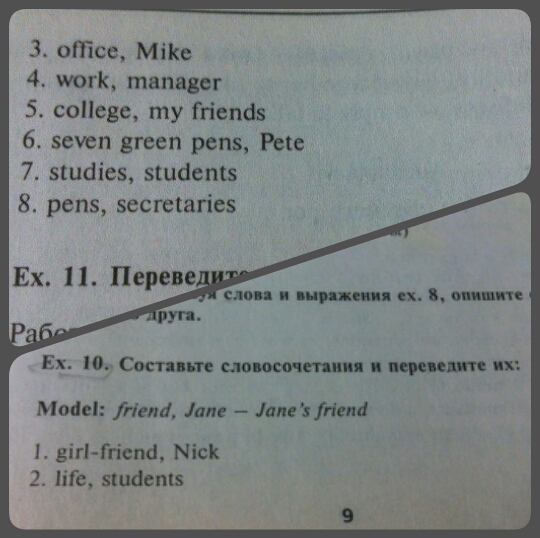 3. office, Mike
4. work, manager
5. college, my friends
6. seven green pens, Pete
7. studies, students
8. pens, secretaries
Ex. 11. Переведите
слова и выражения ex. 8, опишите
друга.
Ex. 10. Составьте словосочетания и переведите их:
Model: friend, Jane – Jane's friend
1. girl-friend, Nick
2. life, students
9